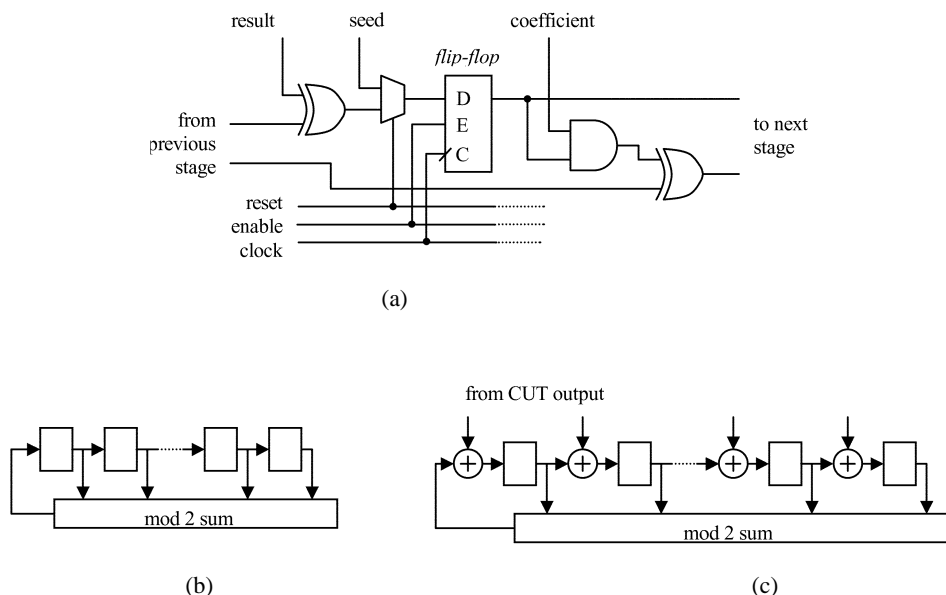 result
seed
coefficient
flip-flop
from
previous
stage
D
E
C
to next
stage
reset
enable
clock
(a)
from CUT output
mod 2 sum
mod 2 sum
(b)
(c)